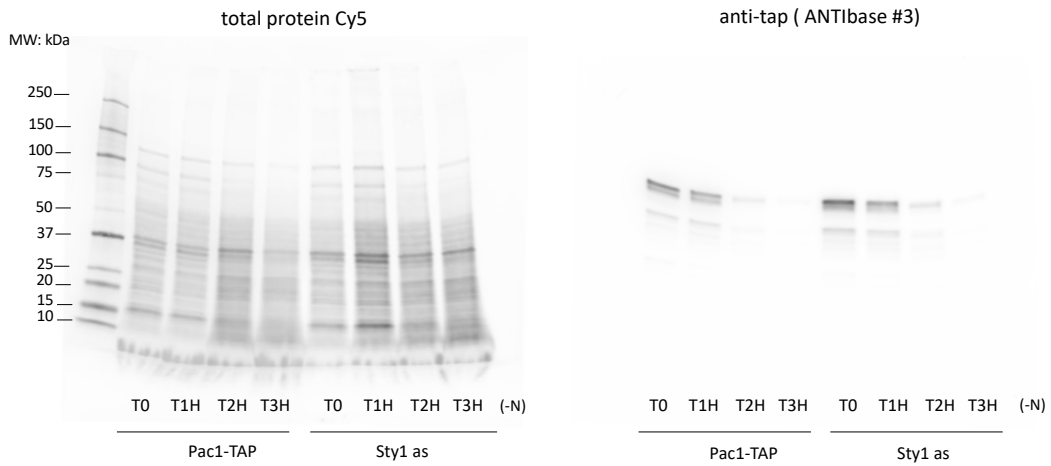 total protein Cy5
MW: kDa
250
150
100
75
50
37
25
20
15
10
T0 T1H T2H T3H T0 T1H T2H T3H (-N)
Pac1-TAP Sty1 as
anti-tap ( ANTIbase #3)
T0 T1H T2H T3H T0 T1H T2H T3H (-N)
Pac1-TAP Sty1 as